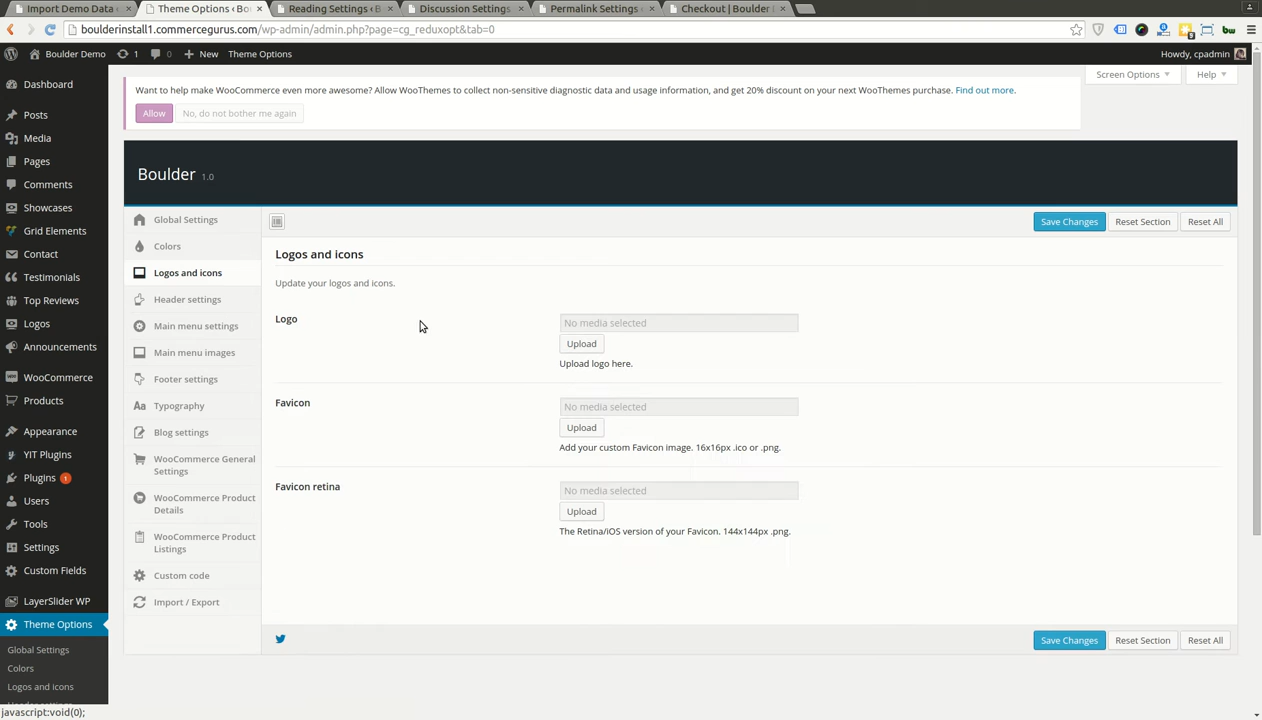 Import Demo Data
Theme Options ‹ Bo
Reading Settings ‹ B
Discussion Settings
Permalink Settings
Checkout | Boulder
boulderinstall1.commercegurus.com/wp-admin/admin.php?page=cg_reduxopt&tab=0
Boulder Demo
1
0
New
Theme Options
Howdy, cpadmin
Screen Options
Help
Want to help make WooCommerce even more awesome? Allow WooThemes to collect non-sensitive diagnostic data and usage information, and get 20% discount on your next WooThemes purchase. Find out more.
Allow
No, do not bother me again
Dashboard
Posts
Media
Pages
Comments
Showcases
Grid Elements
Contact
Testimonials
Top Reviews
Logos
Announcements
WooCommerce
Products
Appearance
YIT Plugins
Plugins 1
Users
Tools
Settings
Custom Fields
LayerSlider WP
Theme Options
Global Settings
Colors
Logos and icons
javascript:void(0);
Boulder 1.0
Global Settings
Colors
Logos and icons
Header settings
Main menu settings
Main menu images
Footer settings
Typography
Blog settings
WooCommerce General
Settings
WooCommerce Product
Details
WooCommerce Product
Listings
Custom code
Import / Export
Save Changes
Reset Section
Reset All
Logos and icons
Update your logos and icons.
Logo
No media selected
Upload
Upload logo here.
Favicon
No media selected
Upload
Add your custom Favicon image. 16x16px .ico or .png.
Favicon retina
No media selected
Upload
The Retina/iOS version of your Favicon. 144x144px .png.
Save Changes
Reset Section
Reset All